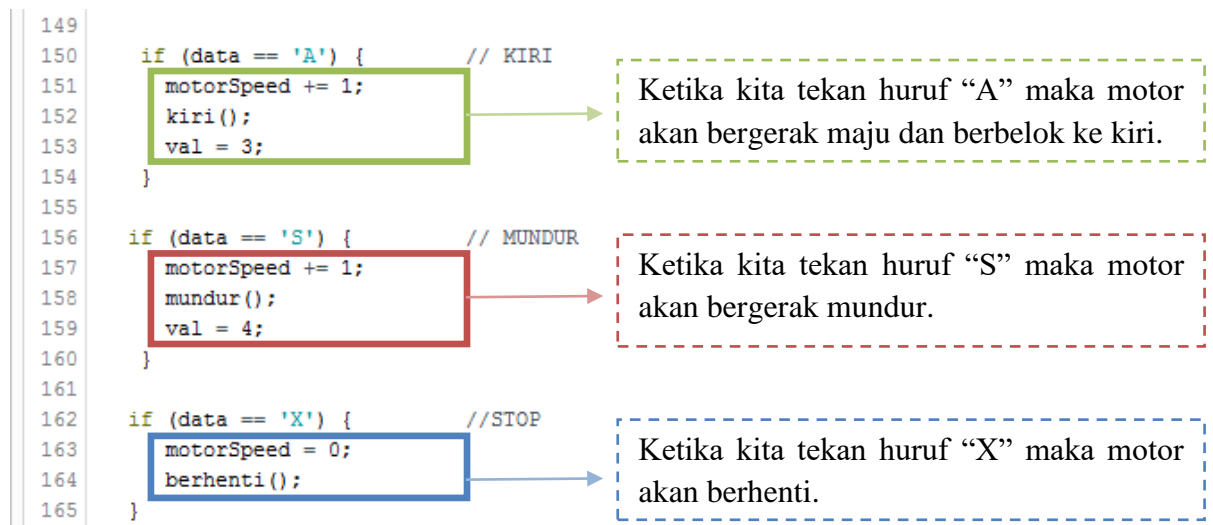 149
150 if (data == 'A') { // KIRI
151 motorSpeed += 1;
152 kiri();
153 val = 3;
154 }
155
156 if (data == 'S') { // MUNDUR
157 motorSpeed += 1;
158 mundur();
159 val = 4;
160 }
161
162 if (data == 'X') { //STOP
163 motorSpeed = 0;
164 berhenti();
165 }
Ketika kita tekan huruf “A” maka motor
akan bergerak maju dan berbelok ke kiri.
Ketika kita tekan huruf “S” maka motor
akan bergerak mundur.
Ketika kita tekan huruf “X” maka motor
akan berhenti.